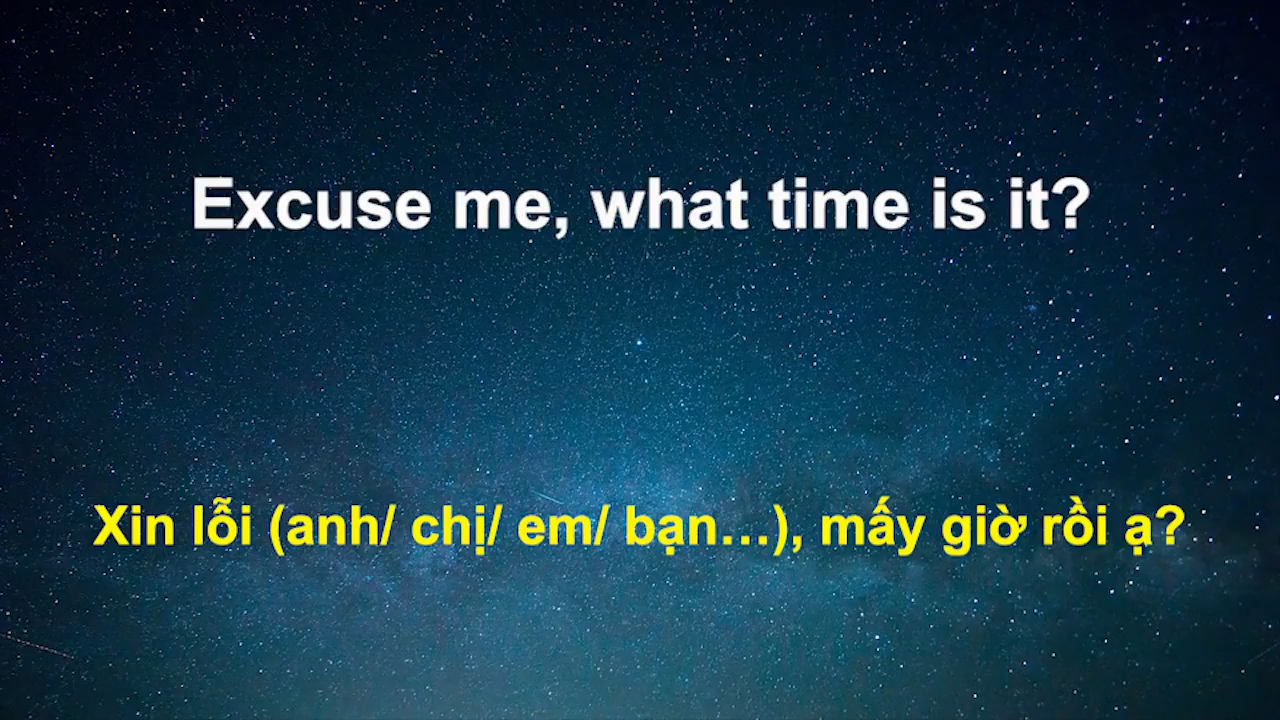 Excuse me, what time is it?
Xin lỗi (anh/ chị/ em/ bạn...), mấy giờ rồi ạ?